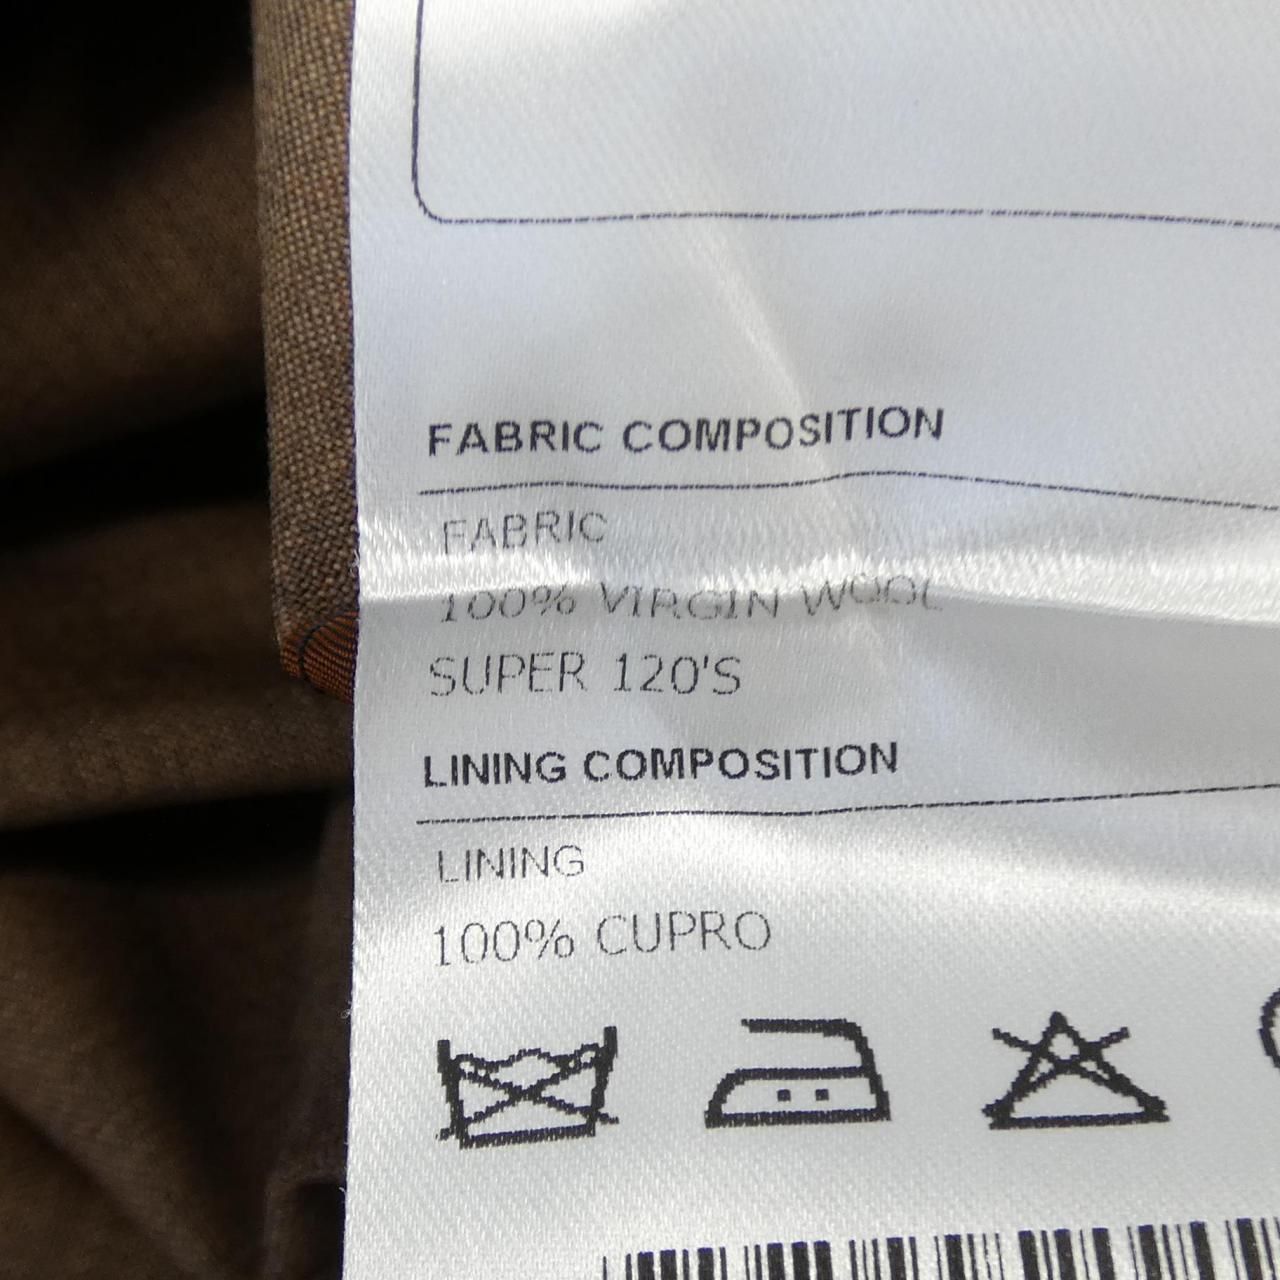 FABRIC COMPOSITION
FABRIC
100% VIRGIN WOOL
SUPER 120'S
LINING COMPOSITION
LINING
100% CUPRO